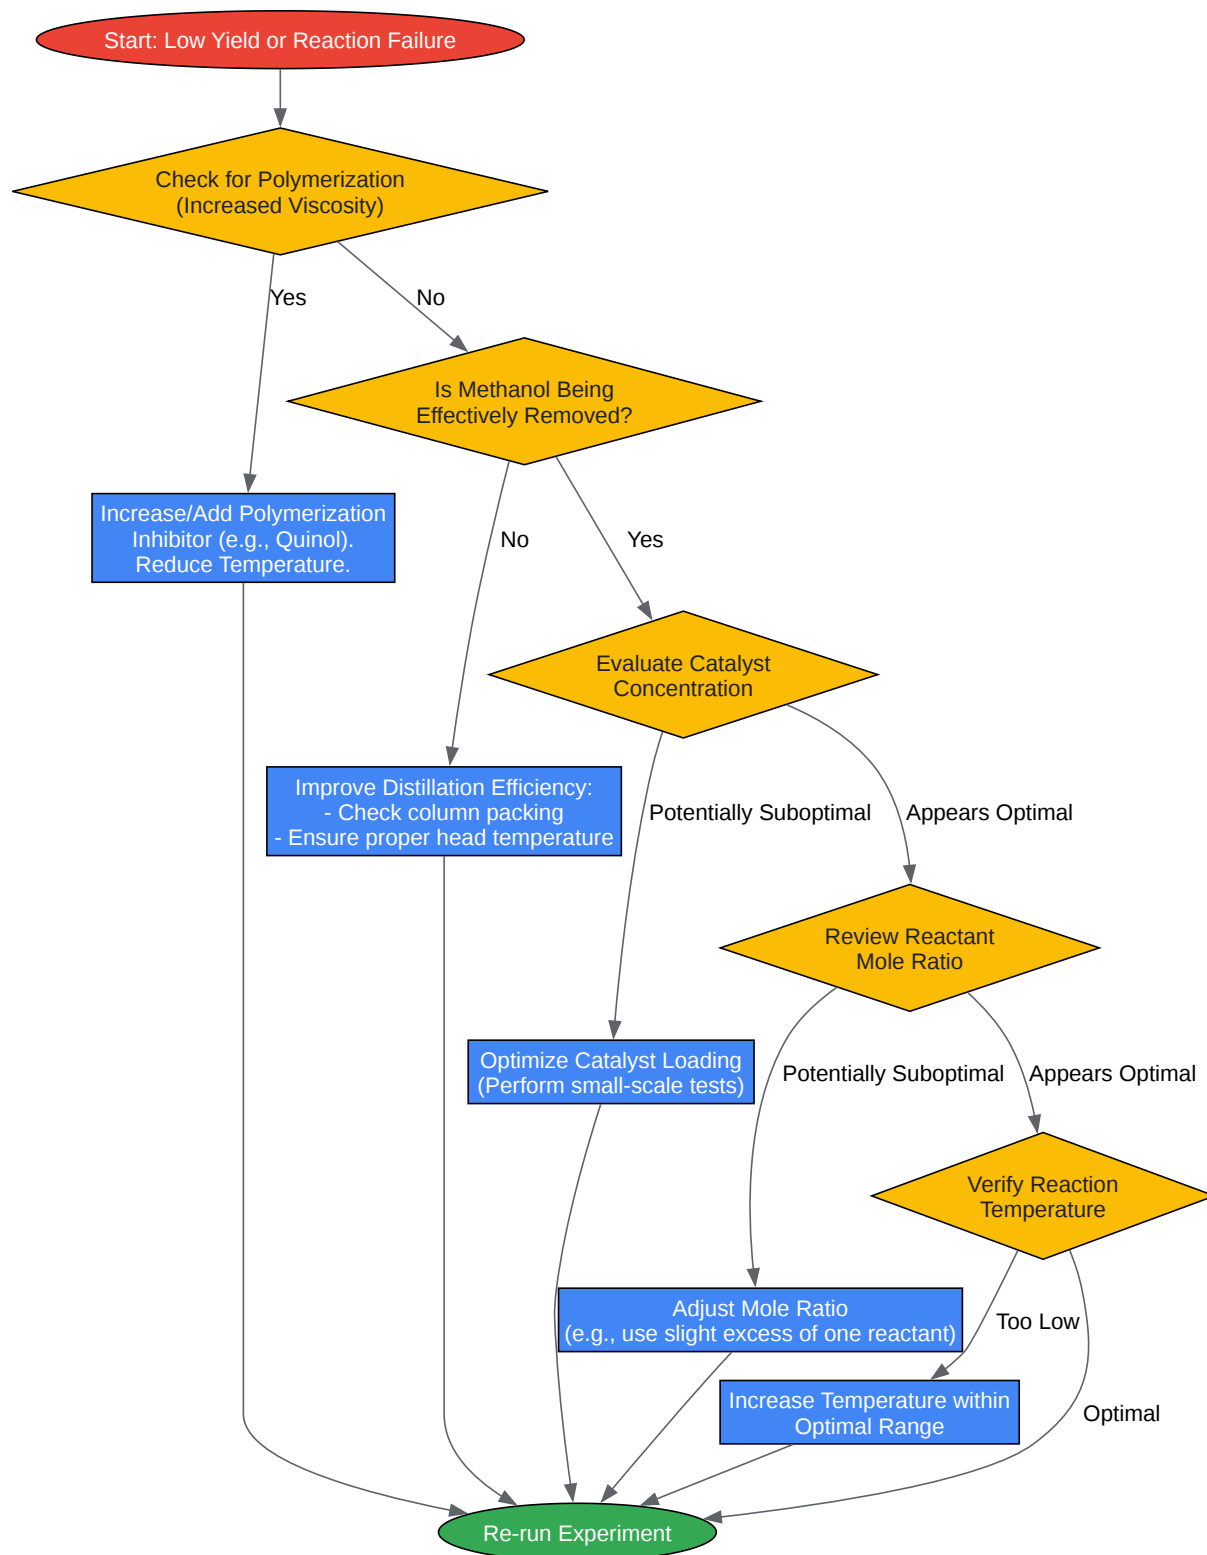 Start: Low Yield or Reaction Failure
Check for Polymerization
(Increased Viscosity)
Yes
No
Is Methanol Being
Effectively Removed?
Increase/Add Polymerization
Inhibitor (e.g., Quinol).
Reduce Temperature.
No
Yes
Evaluate Catalyst
Concentration
Improve Distillation Efficiency:
- Check column packing
- Ensure proper head temperature
Potentially Suboptimal
Appears Optimal
Review Reactant
Mole Ratio
Optimize Catalyst Loading
(Perform small-scale tests)
Potentially Suboptimal
Appears Optimal
Verify Reaction
Temperature
Adjust Mole Ratio
(e.g., use slight excess of one reactant)
Too Low
Increase Temperature within
Optimal Range
Optimal
Re-run Experiment